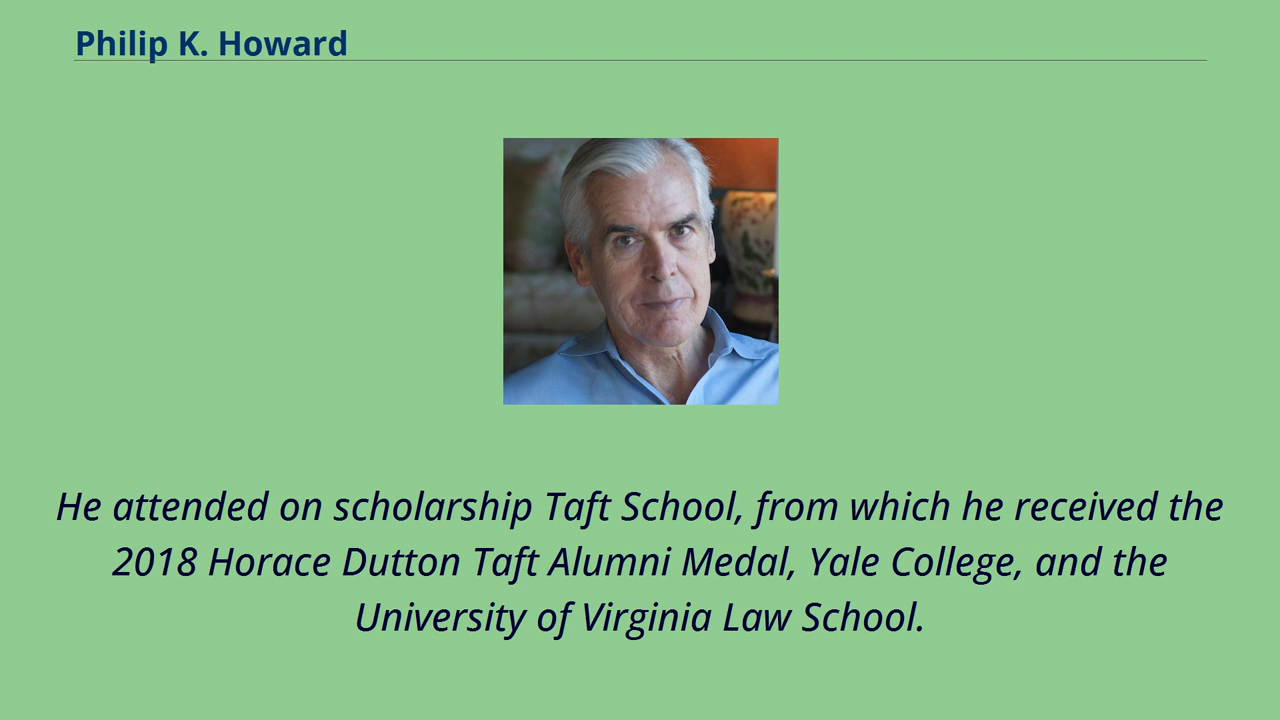 Philip K. Howard
He attended on scholarship Taft School, from which he received the
2018 Horace Dutton Taft Alumni Medal, Yale College, and the
University of Virginia Law School.